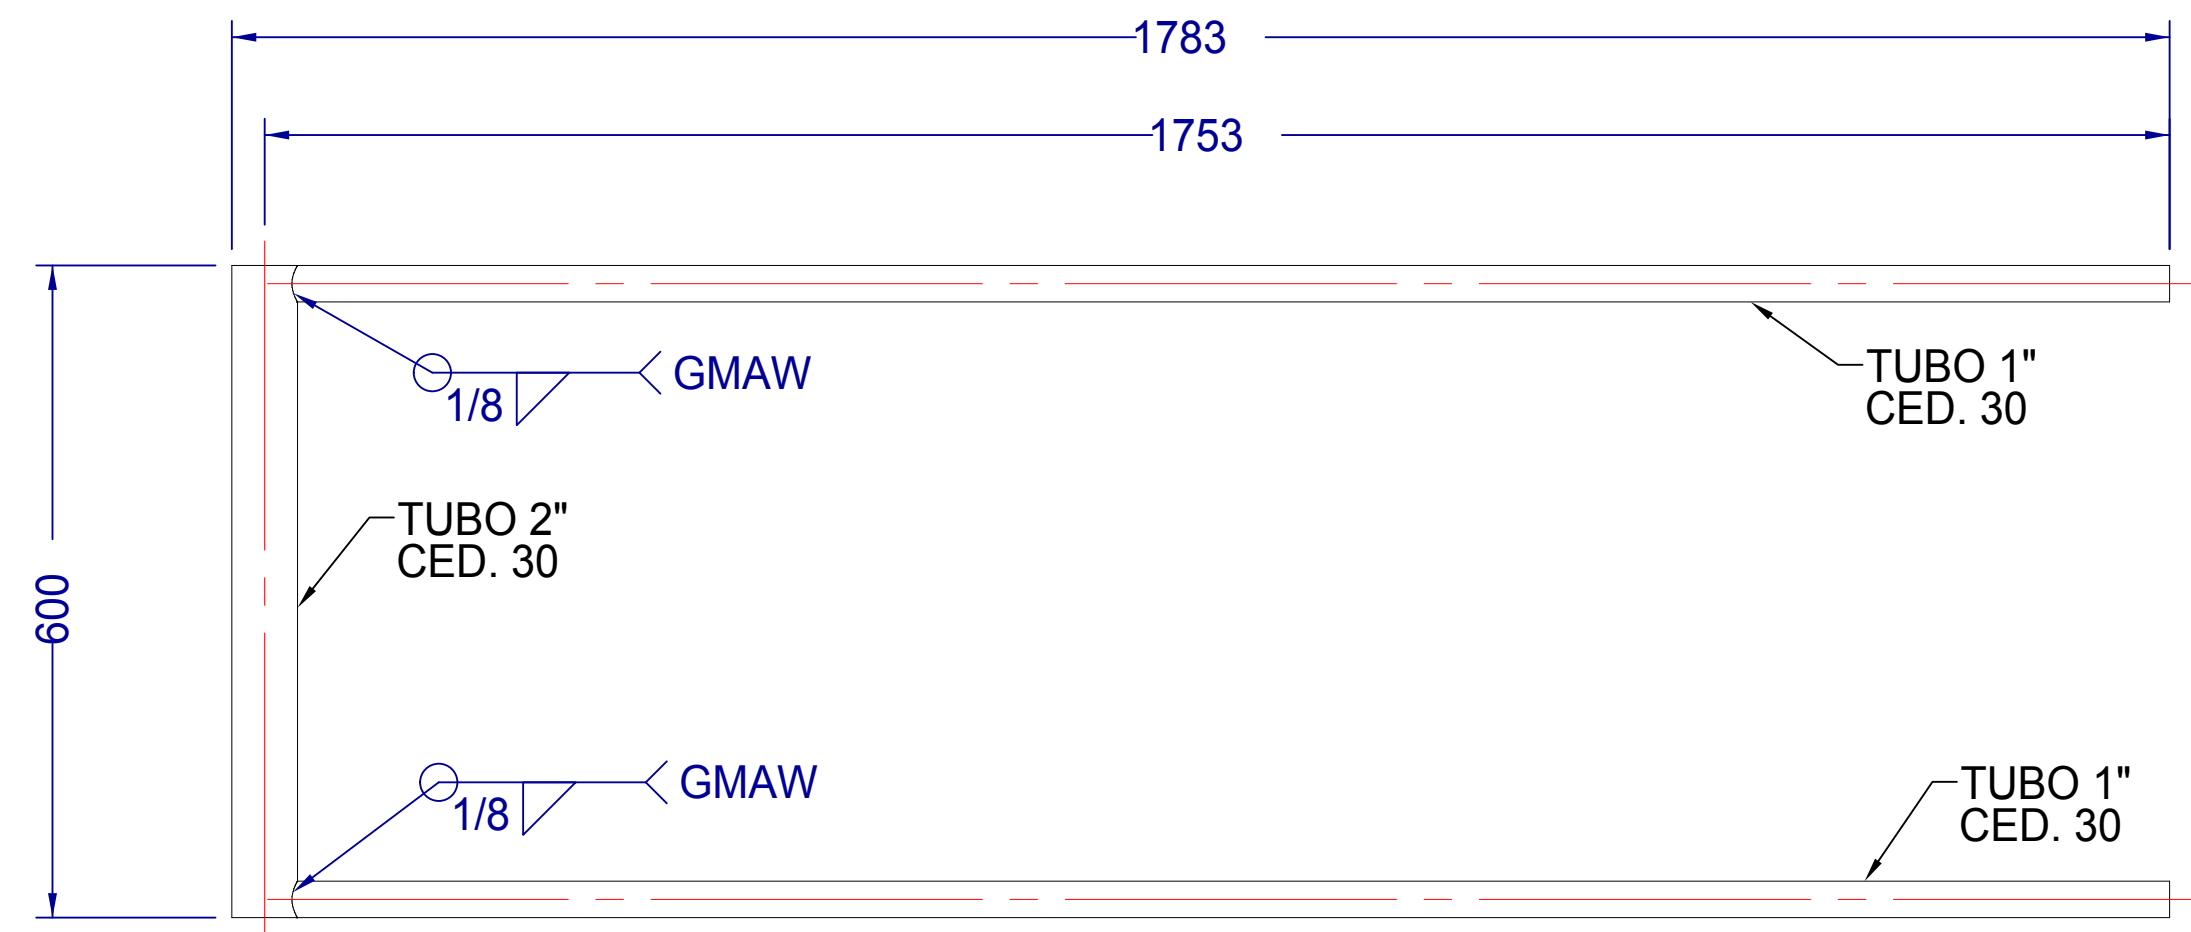 1783
1753
GMAW
1/8
TUBO 1"
CED. 30
TUBO 2"
CED. 30
600
GMAW
1/8
TUBO 1"
CED. 30